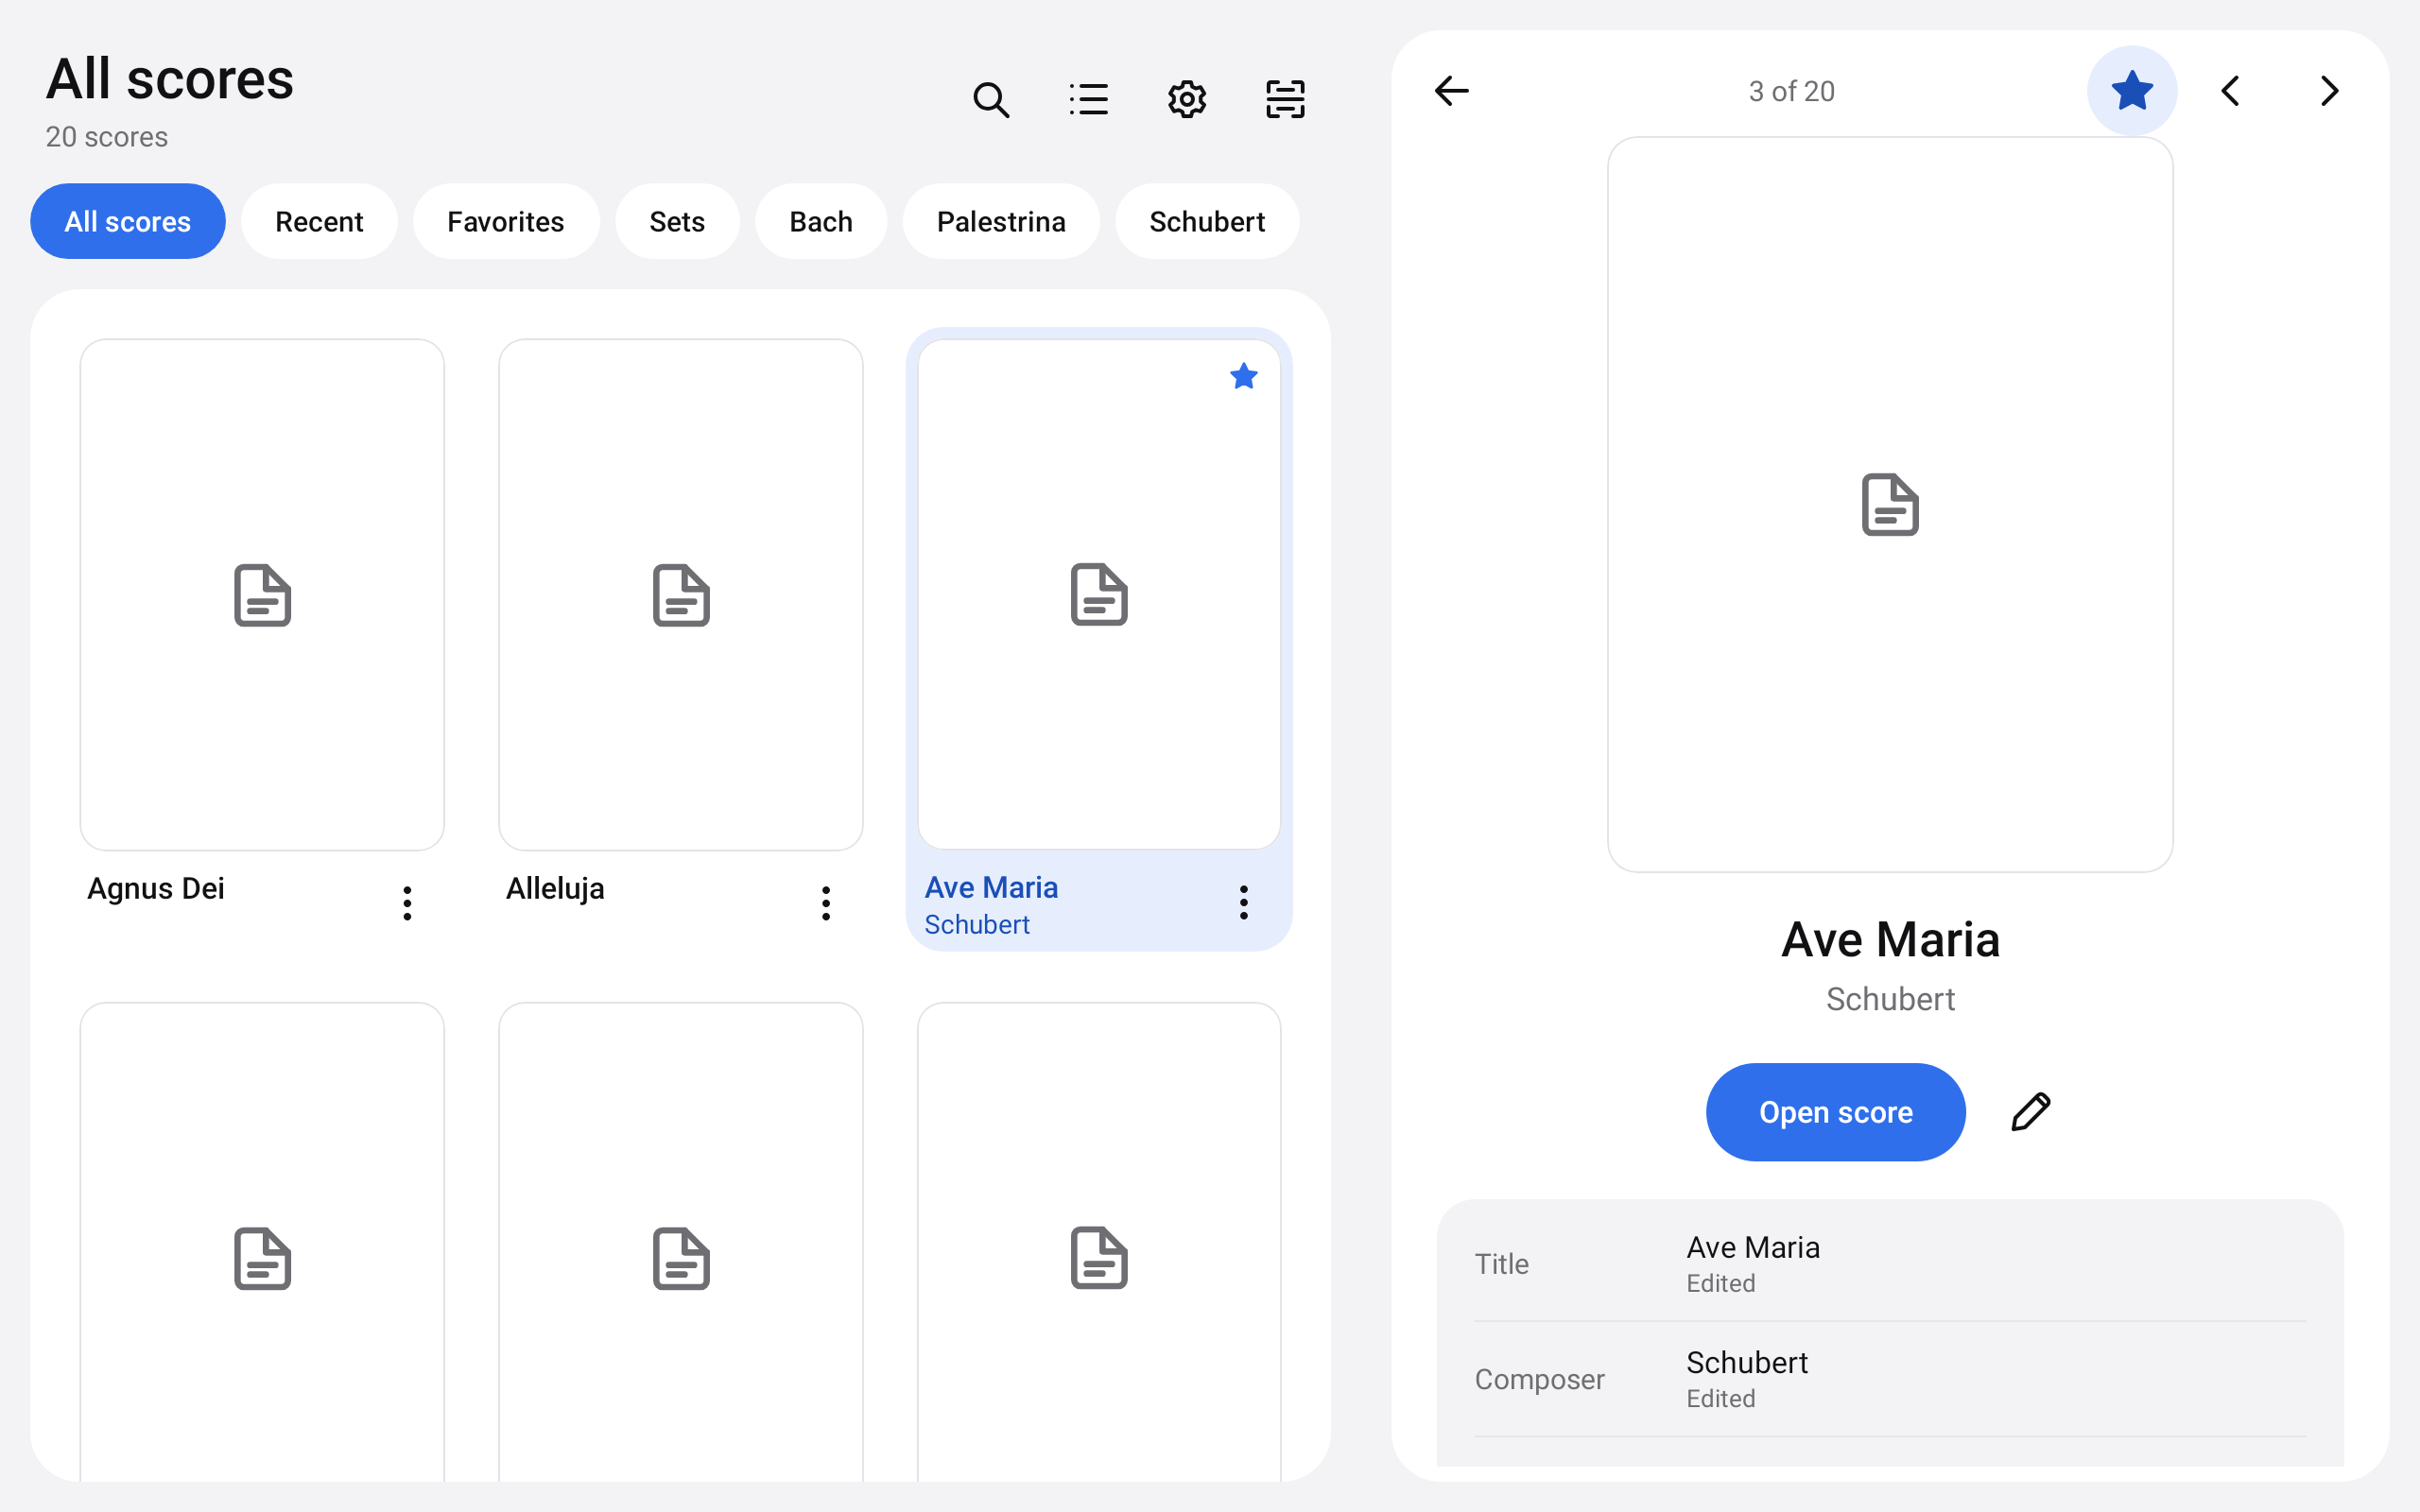 All scores
20 scores
All scores
Recent
Favorites
Sets
Bach
Palestrina
Schubert
Agnus Dei
Alleluja
Ave Maria
Schubert
3 of 20
Ave Maria
Schubert
Open score
Title
Ave Maria
Edited
Composer
Schubert
Edited